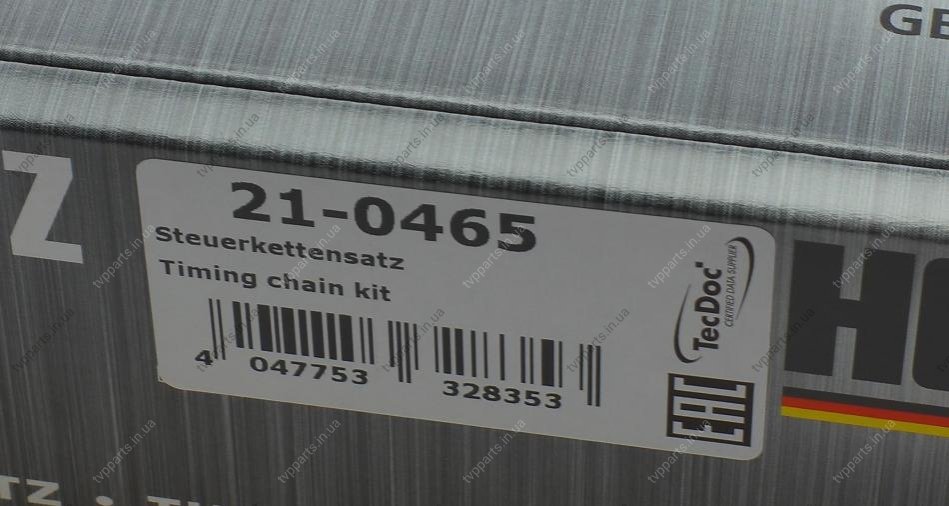 GE
Z
21-0465
Steuerkettensatz
Timing chain kit
4 047753 328353
TecDoc
CERTIFIED DATA SUPPLIER
EAC
H
TZ
tvpparts.in.ua